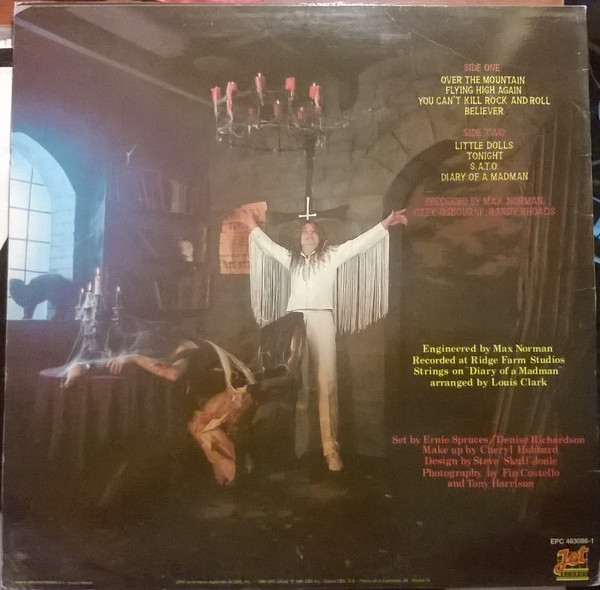 SIDE ONE
OVER THE MOUNTAIN
FLYING HIGH AGAIN
YOU CAN'T KILL ROCK AND ROLL
BELIEVER
SIDE TWO
LITTLE DOLLS
TONIGHT
S.A.T.O.
DIARY OF A MADMAN
PRODUCED BY MAX NORMAN,
OZZY OSBOURNE, RANDY RHOADS
Engineered by Max Norman
Recorded at Ridge Farm Studios
Strings on "Diary of a Madman"
arranged by Louis Clark
Set by Ernie Spruces/Denise Richardson
Make up by Cheryl Hubbard
Design by Steve 'Skull' Joule
Photography by Fin Costello
and Tony Harrison
EPC 463086-1
Jet
RECORDS